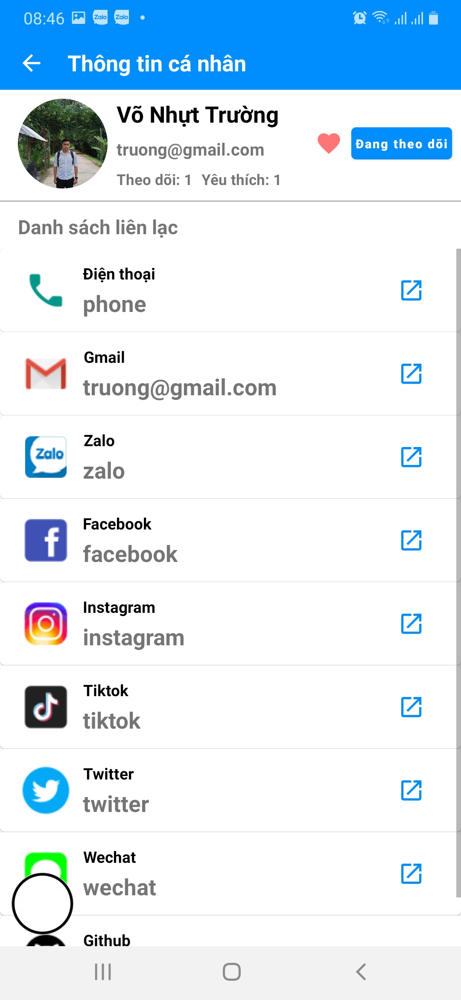 08:46 Zalo Zalo
Thông tin cá nhân
Võ Nhựt Trường
truong@gmail.com
Đang theo dõi
Theo dõi: 1 Yêu thích: 1
Danh sách liên lạc
Điện thoại
phone
Gmail
truong@gmail.com
Zalo
Zalo
zalo
Facebook
facebook
Instagram
instagram
Tiktok
tiktok
Twitter
twitter
Wechat
wechat
Github